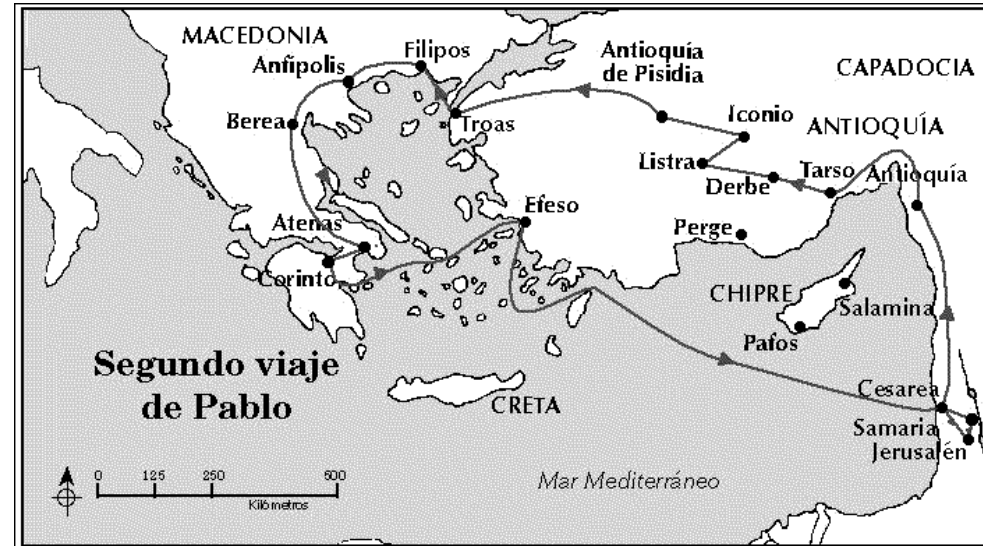 MACEDONIA
Filipos
Anfipolis
Antioquía
de Pisidia
CAPADOCIA
Berea
Troas
Iconio
ANTIOQUÍA
Listra
Derbe
Tarso
Antioquía
Atenas
Efeso
Perge
Corinto
CHIPRE
Salamina
Pafos
Segundo viaje
de Pablo
CRETA
Cesarea
Samaria
Jerusalén
0 125 250 500
Kilómetros
Mar Mediterráneo